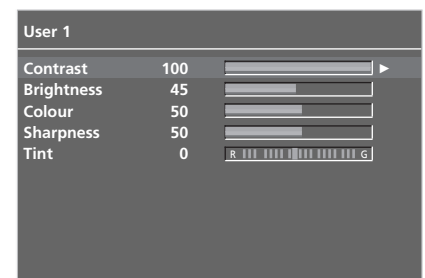 User 1
Contrast 100
Brightness 45
Colour 50
Sharpness 50
Tint 0 R G